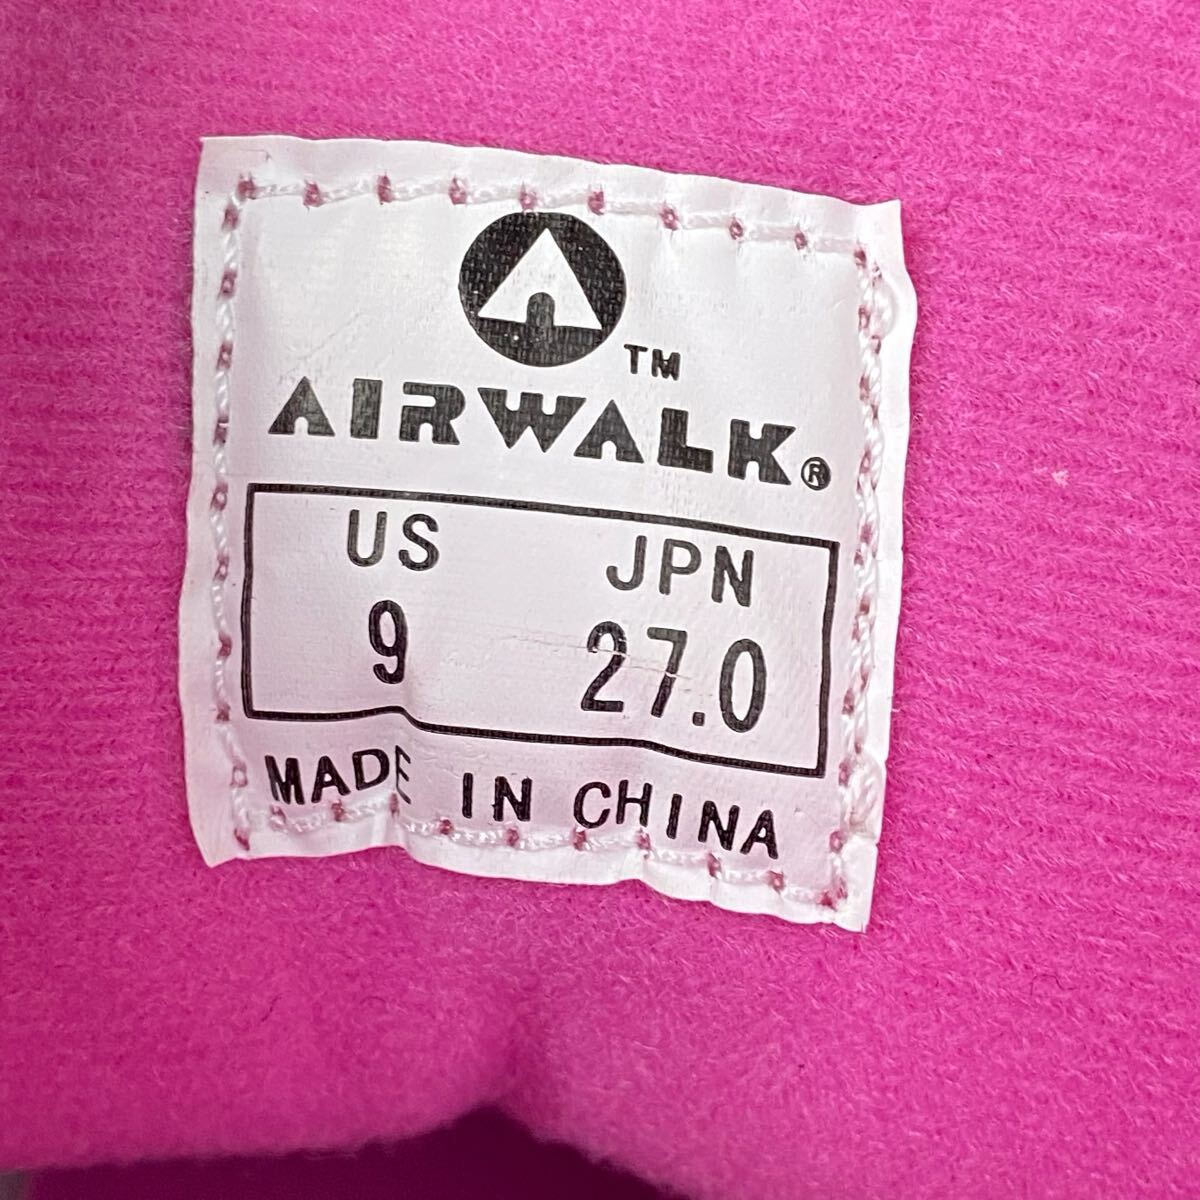 TM
AIRWALK®
US JPN
9 27.0
MADE IN CHINA